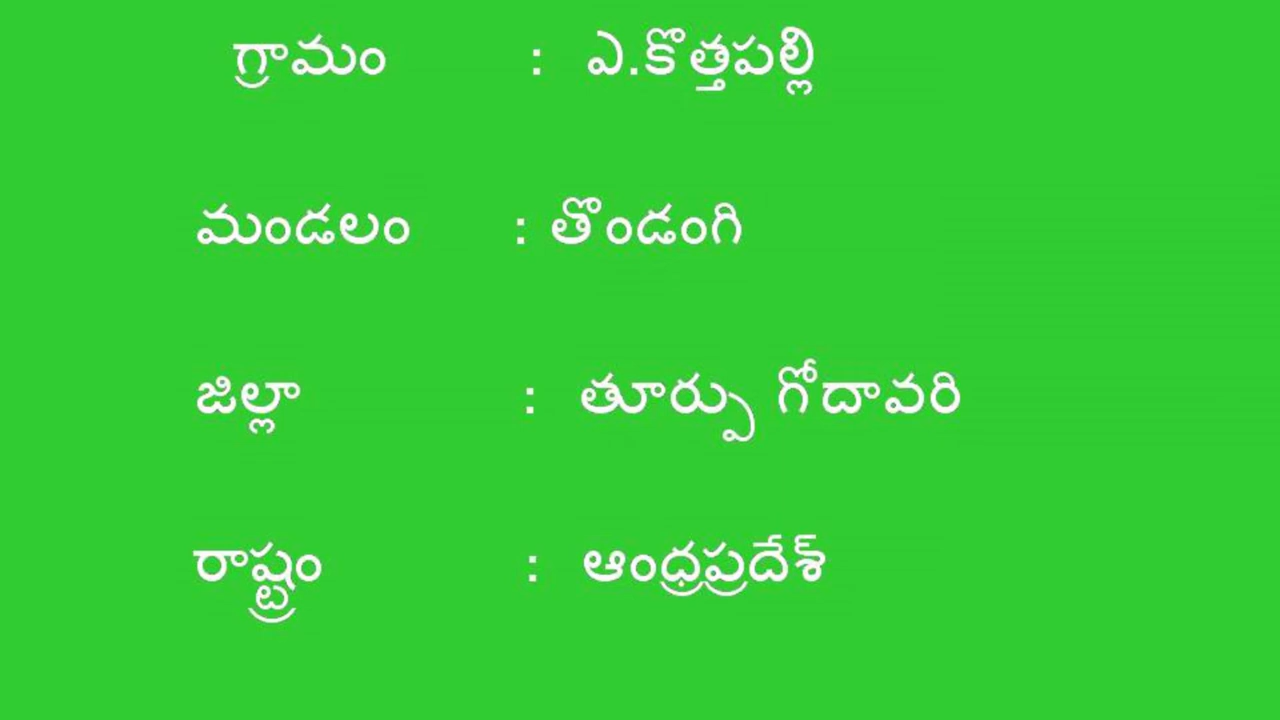 గ్రామం : ఎ.కొత్తపల్లి
మండలం : తొండంగి
జిల్లా : తూర్పు గోదావరి
రాష్ట్రం : ఆంధ్రప్రదేశ్